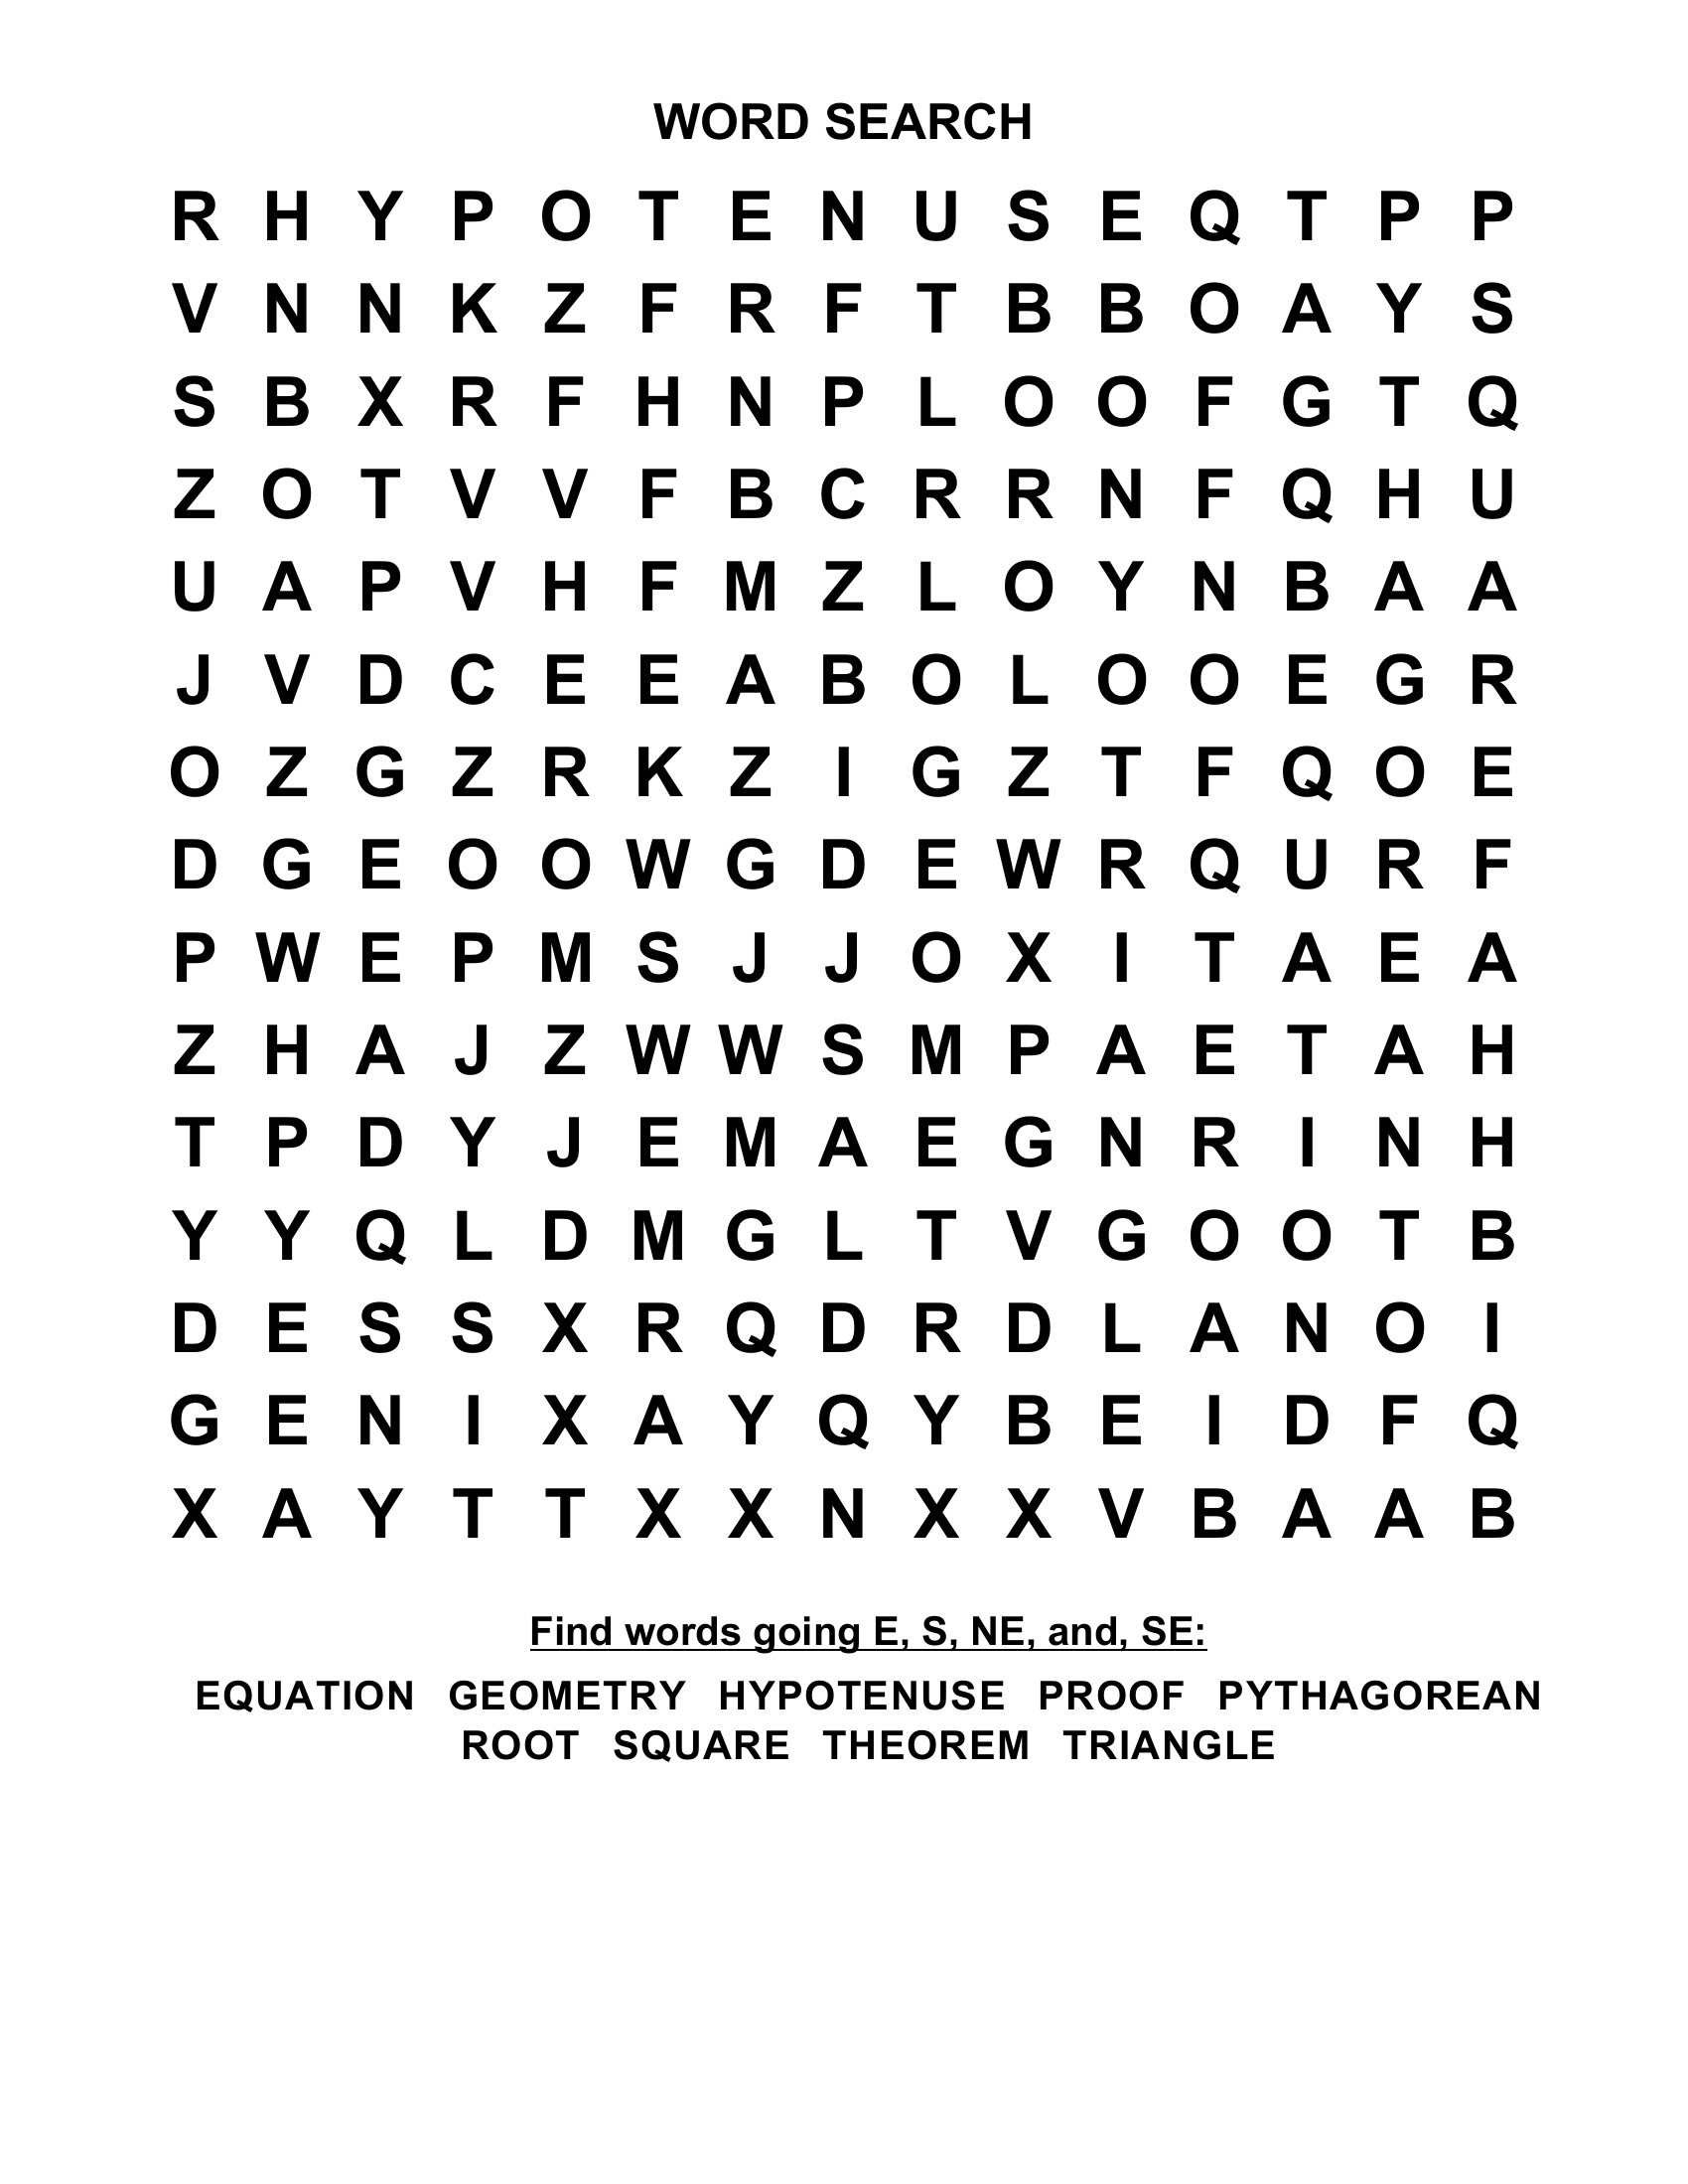 WORD SEARCH
R H Y P O T E N U S E Q T P P
V N N K Z F R F T B B O A Y S
S B X R F H N P L O O F G T Q
Z O T V V F B C R R N F Q H U
U A P V H F M Z L O Y N B A A
J V D C E E A B O L O O E G R
O Z G Z R K Z I G Z T F Q O E
D G E O O W G D E W R Q U R F
P W E P M S J J O X I T A E A
Z H A J Z W W S M P A E T A H
T P D Y J E M A E G N R I N H
Y Y Q L D M G L T V G O O T B
D E S S X R Q D R D L A N O I
G E N I X A Y Q Y B E I D F Q
X A Y T T X X N X X V B A A B
Find words going E, S, NE, and, SE:
EQUATION GEOMETRY HYPOTENUSE PROOF PYTHAGOREAN
ROOT SQUARE THEOREM TRIANGLE